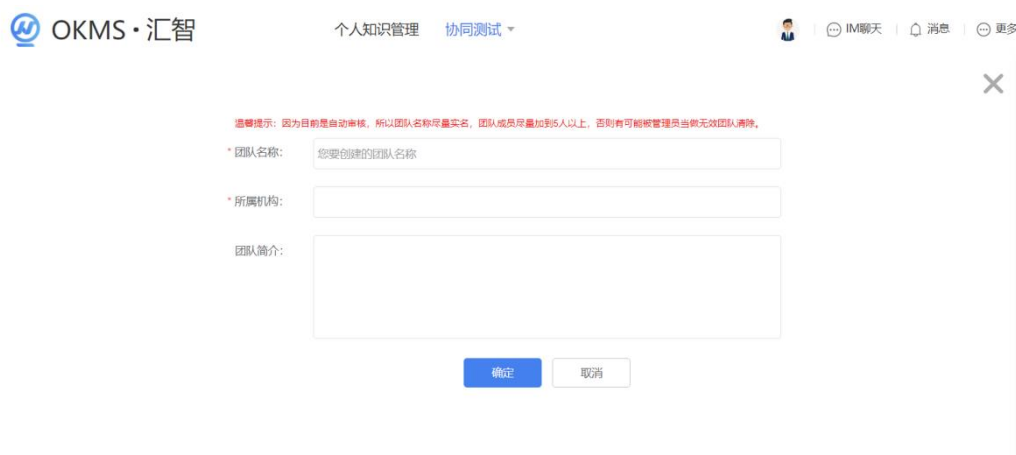 OKMS·汇智 个人知识管理 协同测试 IM聊天 消息 更多
温馨提示：因为目前是自动审核，所以团队名称尽量实名，团队成员尽量加到5人以上，否则有可能被管理员当做无效团队清除。
* 团队名称： 您要创建的团队名称
* 所属机构：
团队简介：
确定 取消